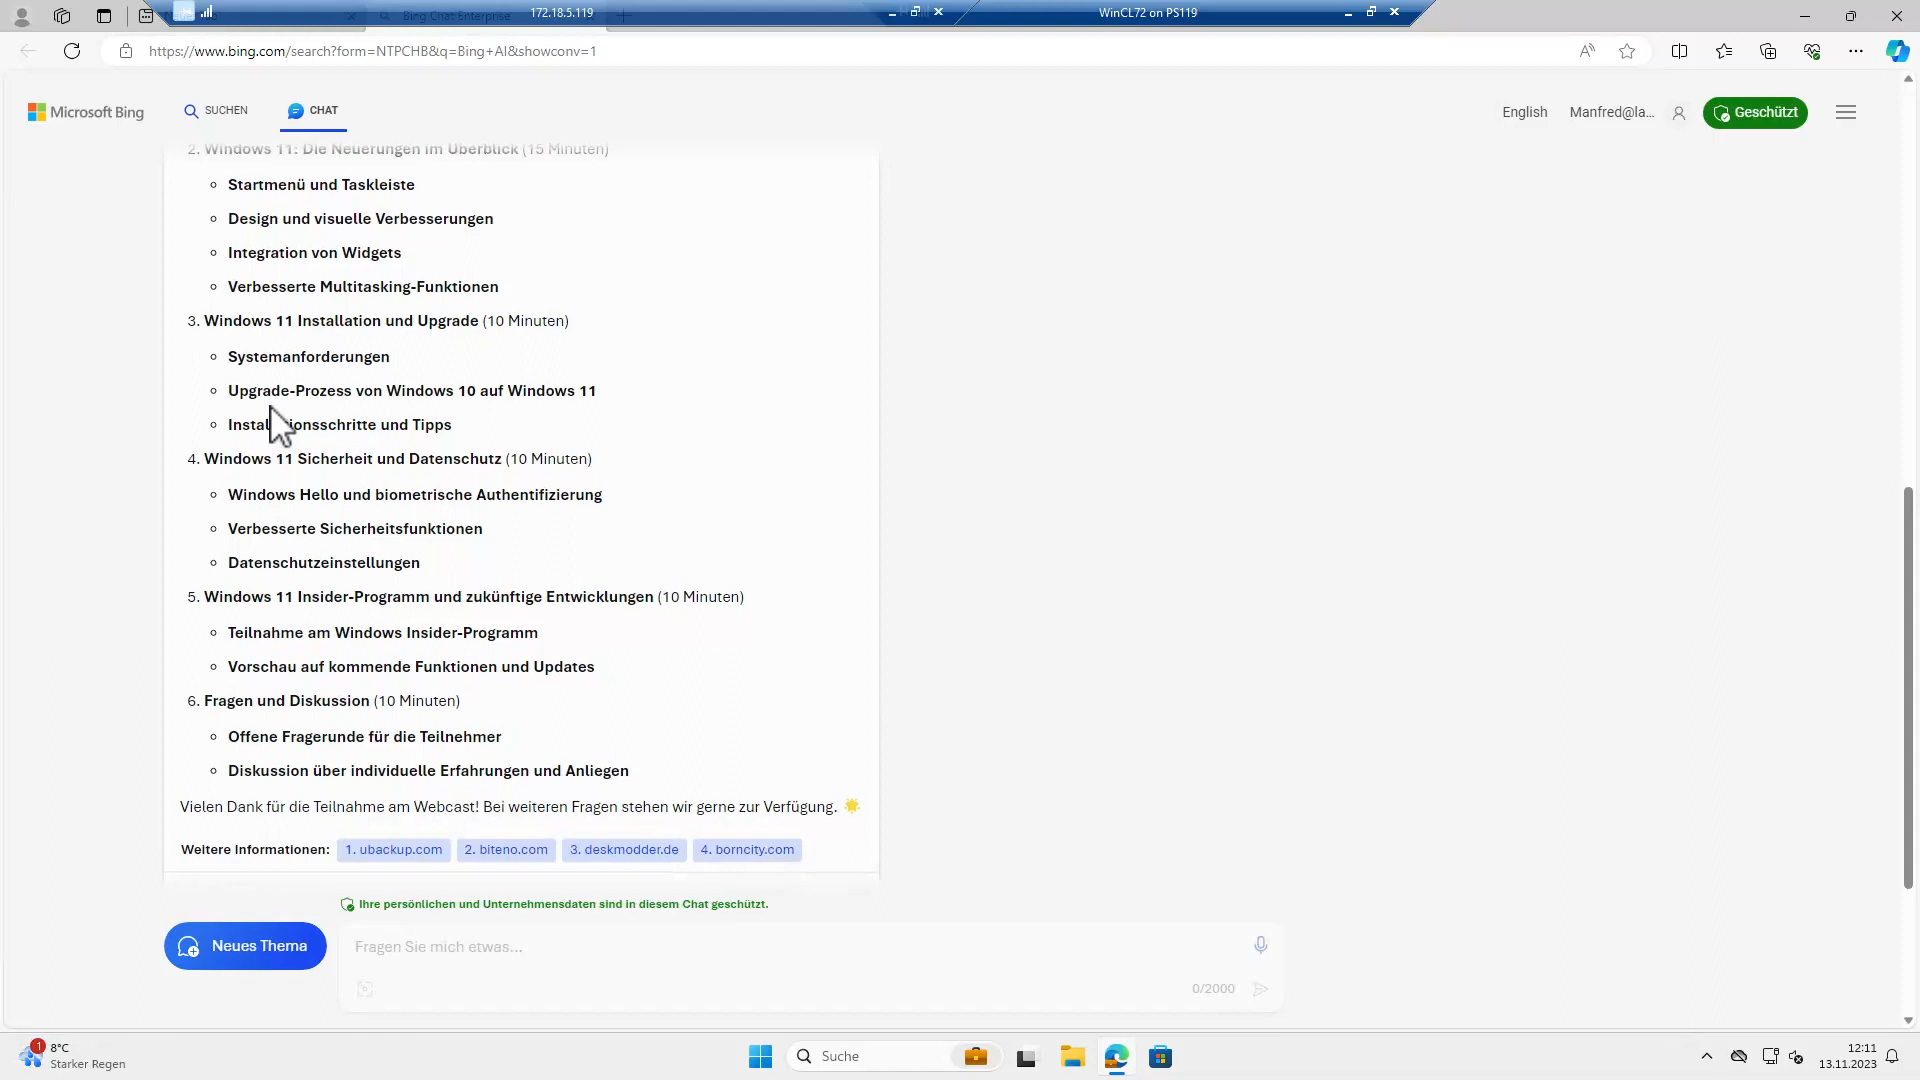 Bing Chat Enterprise
172.18.5.119
WinCL72 on PS119
https://www.bing.com/search?form=NTPCHB&q=Bing+AI&showconv=1
Microsoft Bing
SUCHEN
CHAT
English
Manfred@la...
Geschützt
2. Windows 11: Die Neuerungen im Überblick (15 Minuten)
Startmenü und Taskleiste
Design und visuelle Verbesserungen
Integration von Widgets
Verbesserte Multitasking-Funktionen
3. Windows 11 Installation und Upgrade (10 Minuten)
Systemanforderungen
Upgrade-Prozess von Windows 10 auf Windows 11
Installationsschritte und Tipps
4. Windows 11 Sicherheit und Datenschutz (10 Minuten)
Windows Hello und biometrische Authentifizierung
Verbesserte Sicherheitsfunktionen
Datenschutzeinstellungen
5. Windows 11 Insider-Programm und zukünftige Entwicklungen (10 Minuten)
Teilnahme am Windows Insider-Programm
Vorschau auf kommende Funktionen und Updates
6. Fragen und Diskussion (10 Minuten)
Offene Fragerunde für die Teilnehmer
Diskussion über individuelle Erfahrungen und Anliegen
Vielen Dank für die Teilnahme am Webcast! Bei weiteren Fragen stehen wir gerne zur Verfügung. 🌟
Weitere Informationen: 1. ubackup.com 2. biteno.com 3. deskmodder.de 4. borncity.com
Ihre persönlichen und Unternehmensdaten sind in diesem Chat geschützt.
Neues Thema
Fragen Sie mich etwas...
0/2000
1
8°C
Starker Regen
Suche
12:11
13.11.2023